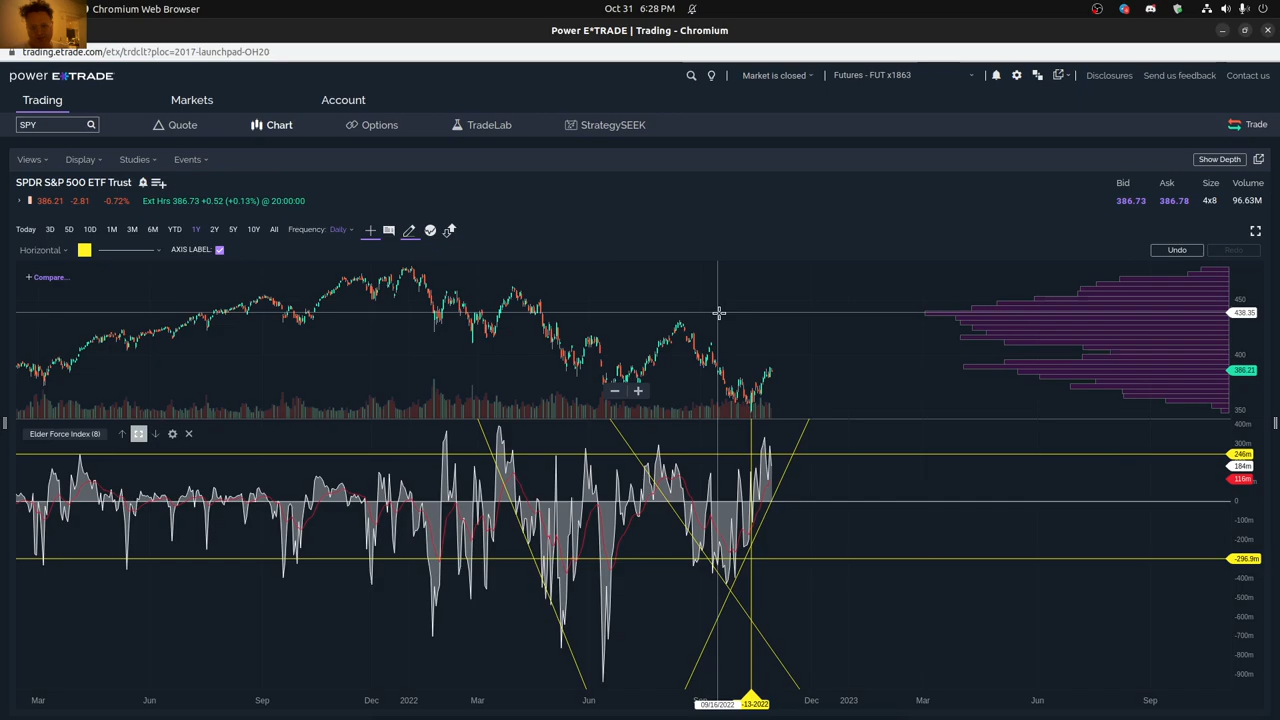 Chromium Web Browser
Oct 31 6:28 PM
Power E*TRADE | Trading - Chromium
trading.etrade.com/etx/trdclt?ploc=2017-launchpad-OH20
power E*TRADE
Market is closed
Futures - FUT x1863
Disclosures
Send us feedback
Contact us
Trading
Markets
Account
SPY
Quote
Chart
Options
TradeLab
StrategySEEK
Trade
Views
Display
Studies
Events
Show Depth
SPDR S&P 500 ETF Trust
Bid
Ask
Size
Volume
386.21 -2.81 -0.72% Ext Hrs 386.73 +0.52 (+0.13%) @ 20:00:00
386.73
386.78
4x8
96.63M
Today 3D 5D 10D 1M 3M 6M YTD 1Y 2Y 5Y 10Y All Frequency: Daily
Horizontal
AXIS LABEL:
Undo
Redo
+ Compare...
450
438.35
400
386.21
350
Elder Force Index (8)
400m
300m
246m
184m
116m
0
-100m
-200m
-296.9m
-400m
-500m
-600m
-700m
-800m
-900m
Mar Jun Sep Dec 2022 Mar Jun Sep Dec 2023 Mar Jun Sep
09/16/2022
-13-2022